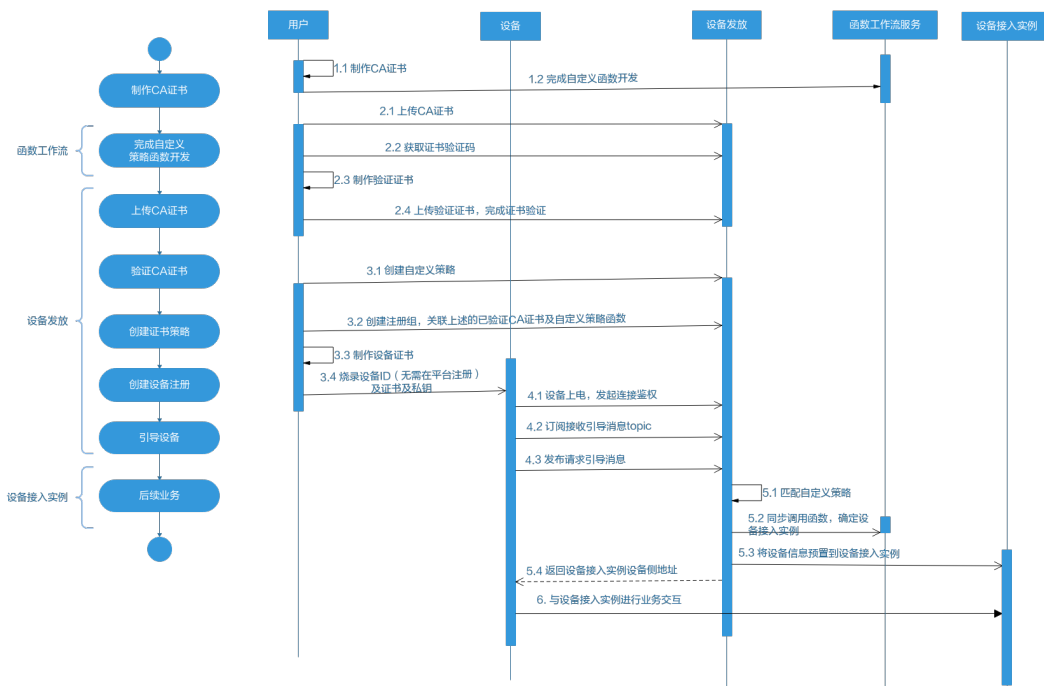 用户
设备
设备发放
函数工作流服务
设备接入实例
制作CA证书
函数工作流
完成自定义
策略函数开发
上传CA证书
验证CA证书
设备发放
创建证书策略
创建设备注册
引导设备
设备接入实例
后续业务
1.1 制作CA证书
1.2 完成自定义函数开发
2.1 上传CA证书
2.2 获取证书验证码
2.3 制作验证证书
2.4 上传验证证书，完成证书验证
3.1 创建自定义策略
3.2 创建注册组，关联上述的已验证CA证书及自定义策略函数
3.3 制作设备证书
3.4 烧录设备ID（无需在平台注册）
及证书及私钥
4.1 设备上电，发起连接鉴权
4.2 订阅接收引导消息topic
4.3 发布请求引导消息
5.1 匹配自定义策略
5.2 同步调用函数，确定设
备接入实例
5.3 将设备信息预置到设备接入实例
5.4 返回设备接入实例设备侧地址
6. 与设备接入实例进行业务交互